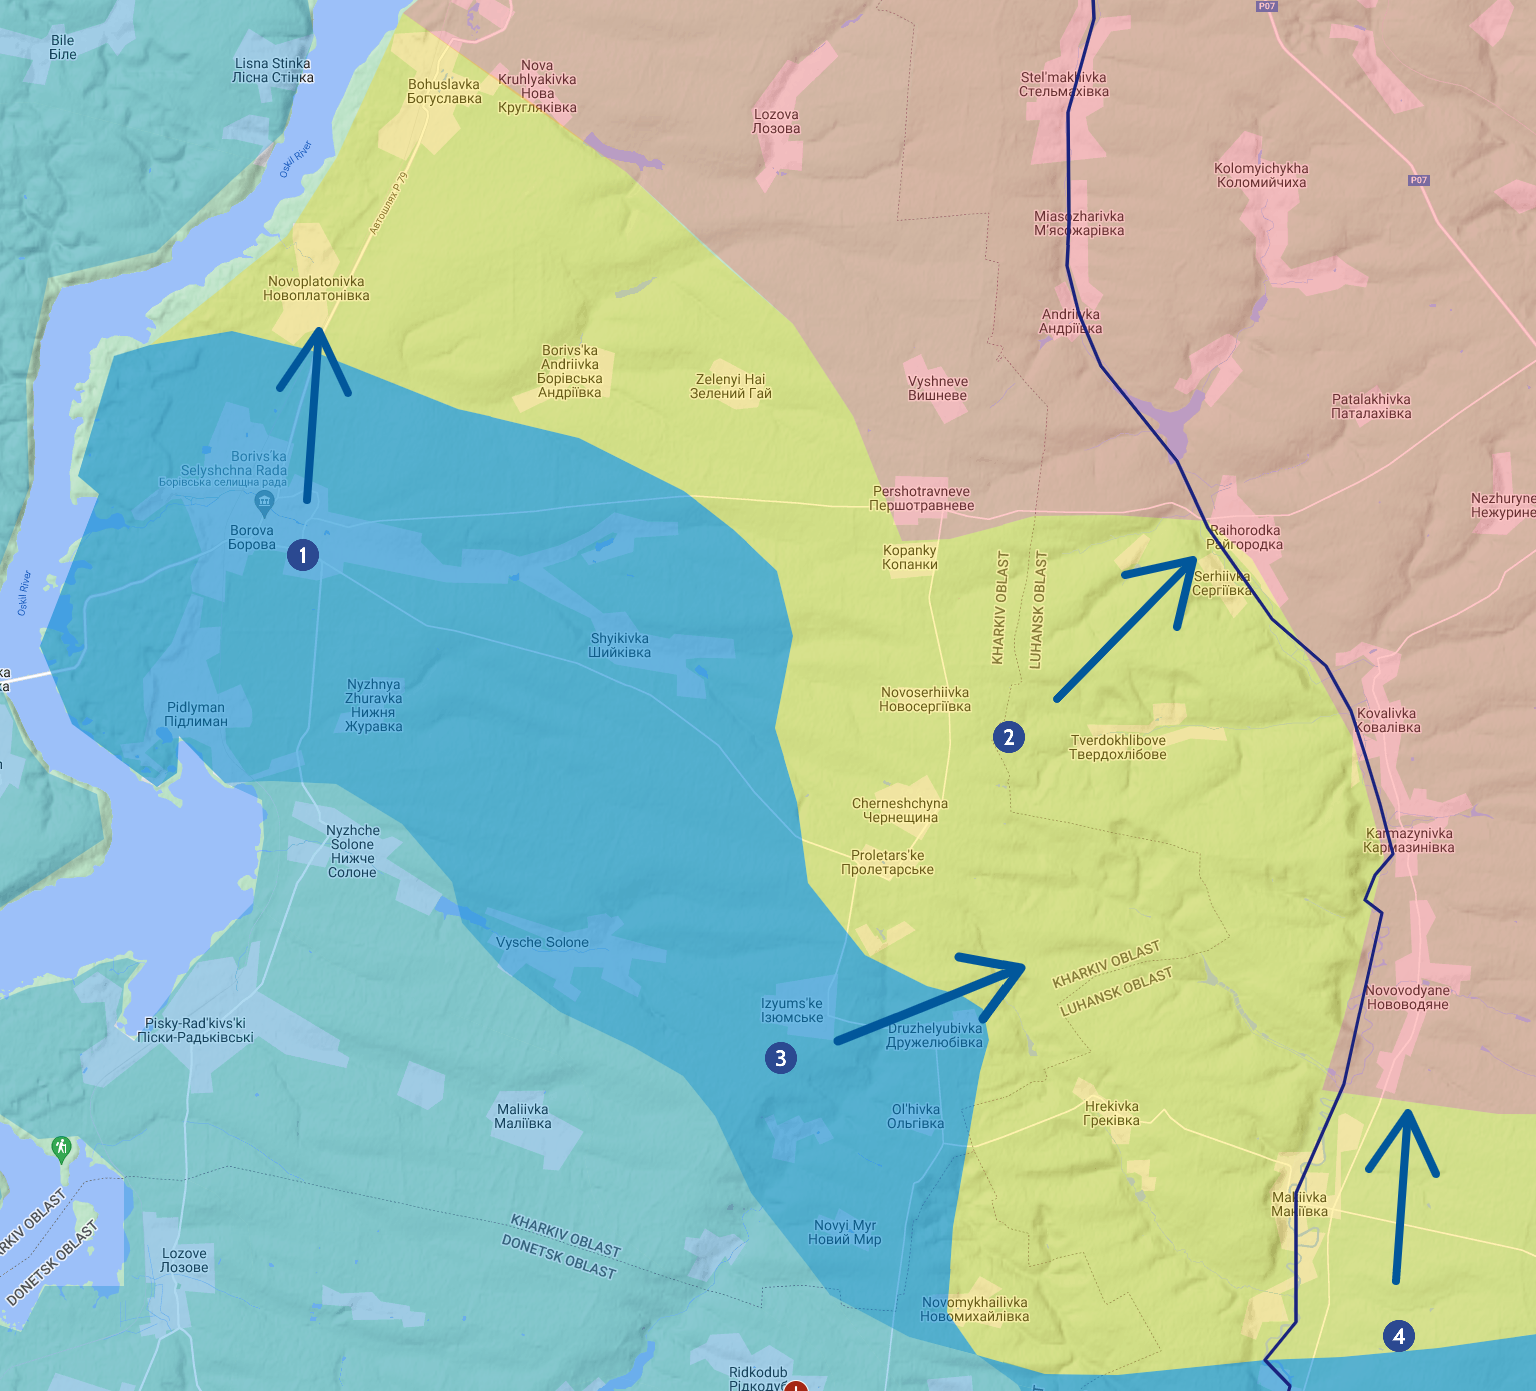 P07
Bile
Біле
Lisna Stinka
Лісна Стінка
Bohuslavka
Богуславка
Nova
Kruhlyakivka
Нова
Кругляківка
Lozova
Лозова
Stel'makhivka
Стельмахівка
Oskil River
Автошлях Р 79
Kolomyichykha
Коломийчиха
P07
Miasozharivka
М'ясожарівка
Novoplatonivka
Новоплатонівка
Andriivka
Андріївка
Borivs'ka
Andriivka
Борівська
Андріївка
Zelenyi Hai
Зелений Гай
Vyshneve
Вишневе
Patalakhivka
Паталахівка
Borivs'ka
Selyshchna Rada
Борівська селищна рада
Pershotravneve
Першотравневе
Nezhuryne
Нежурине
Borova
Борова
1
Raihorodka
Райгородка
Kopanky
Копанки
Serhiivka
Сергіївка
KHARKIV OBLAST
LUHANSK OBLAST
Oskil River
Shyikivka
Шийківка
ka
ка
Nyzhnya
Zhuravka
Нижня
Журавка
Pidlyman
Підлиман
Novoserhiivka
Новосергіївка
Kovalivka
Ковалівка
2
Tverdokhlibove
Твердохлібове
Cherneshchyna
Чернещина
Nyzhche
Solone
Нижче
Солоне
Karmazynivka
Кармазинівка
Proletars'ke
Пролетарське
Vysche Solone
KHARKIV OBLAST
LUHANSK OBLAST
Izyums'ke
Ізюмське
Novovodyane
Нововодяне
Pisky-Rad'kivs'ki
Піски-Радьківські
Druzhelyubivka
Дружелюбівка
3
Maliivka
Маліївка
Ol'hivka
Ольгівка
Hrekivka
Греківка
Makiivka
Макіївка
Novyi Myr
Новий Мир
KHARKIV OBLAST
DONETSK OBLAST
RKIV OBLAST
DONETSK OBLAST
Lozove
Лозове
Novomykhailivka
Новомихайлівка
4
Ridkodub
Рідкодуб